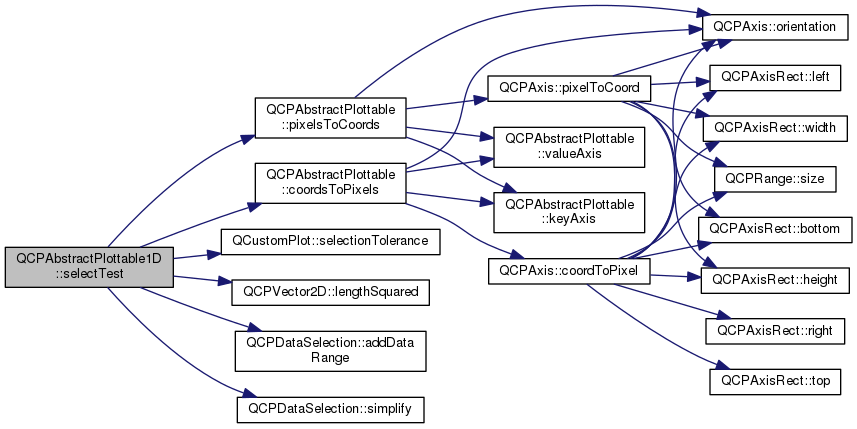 QCPAbstractPlottable1D
::selectTest
QCPAbstractPlottable
::pixelsToCoords
QCPAbstractPlottable
::coordsToPixels
QCustomPlot::selectionTolerance
QCPVector2D::lengthSquared
QCPDataSelection::addData
Range
QCPDataSelection::simplify
QCPAxis::pixelToCoord
QCPAbstractPlottable
::valueAxis
QCPAbstractPlottable
::keyAxis
QCPAxis::coordToPixel
QCPAxis::orientation
QCPAxisRect::left
QCPAxisRect::width
QCPRange::size
QCPAxisRect::bottom
QCPAxisRect::height
QCPAxisRect::right
QCPAxisRect::top